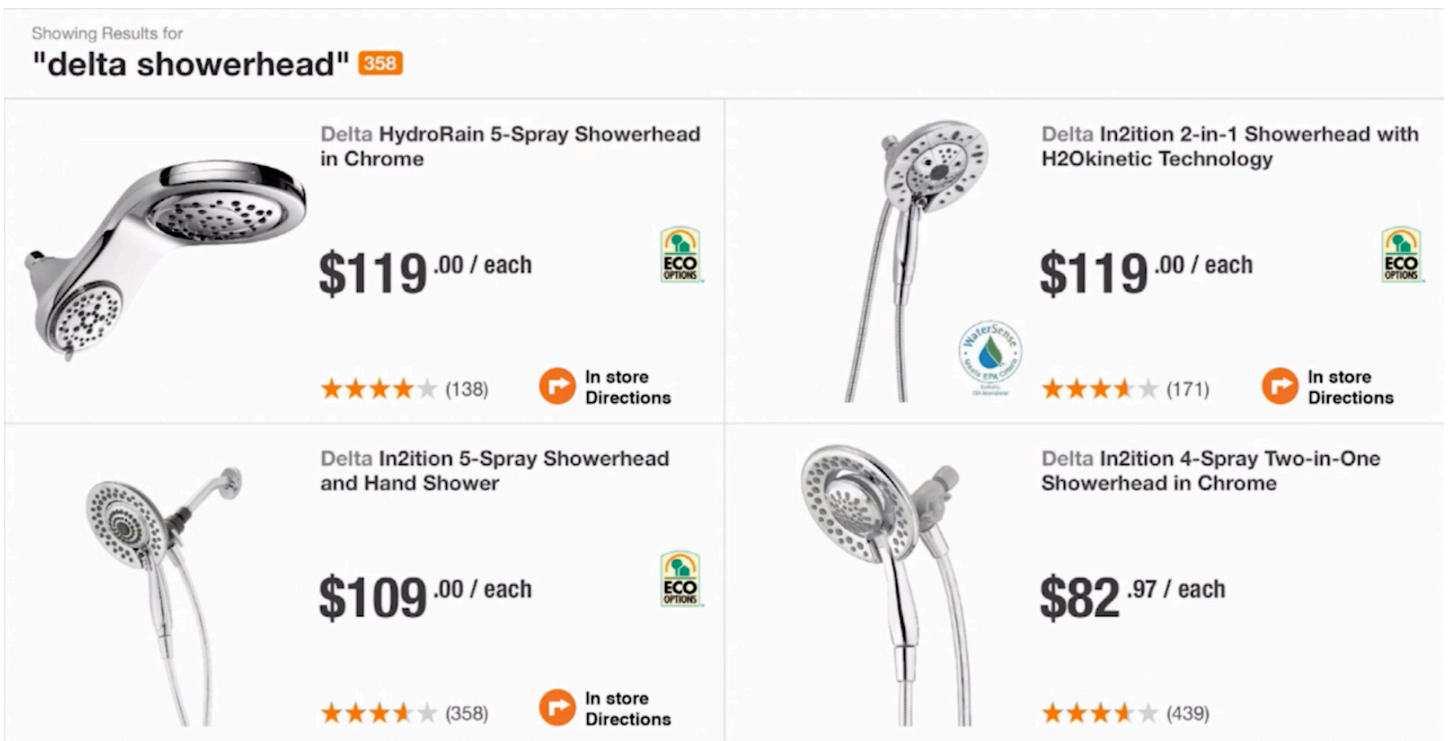 Showing Results for
"delta showerhead" 358
Delta HydroRain 5-Spray Showerhead
in Chrome
$119 .00 / each
ECO
OPTIONS
(138)
In store
Directions
Delta In2ition 2-in-1 Showerhead with
H2Okinetic Technology
$119 .00 / each
ECO
OPTIONS
WaterSense
Meets EPA Criteria
(171)
In store
Directions
Delta In2ition 5-Spray Showerhead
and Hand Shower
$109 .00 / each
ECO
OPTIONS
(358)
In store
Directions
Delta In2ition 4-Spray Two-in-One
Showerhead in Chrome
$82 .97 / each
(439)